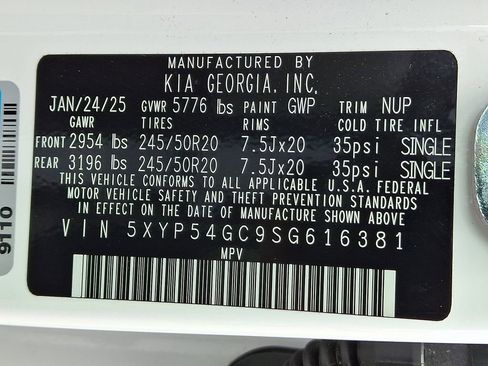 MANUFACTURED BY
KIA GEORGIA, INC.
JAN/24/25 GVWR 5776 lbs PAINT GWP TRIM NUP
GAWR TIRES RIMS COLD TIRE INFL
FRONT 2954 lbs 245/50R20 7.5Jx20 35psi SINGLE
REAR 3196 lbs 245/50R20 7.5Jx20 35psi SINGLE
THIS VEHICLE CONFORMS TO ALL APPLICABLE U.S.A. FEDERAL
MOTOR VEHICLE SAFETY AND THEFT PREVENTION STANDARDS
IN EFFECT ON THE DATE OF MANUFACTURE SHOWN ABOVE
VIN 5XYP54GC9SG616381
MPV
9110